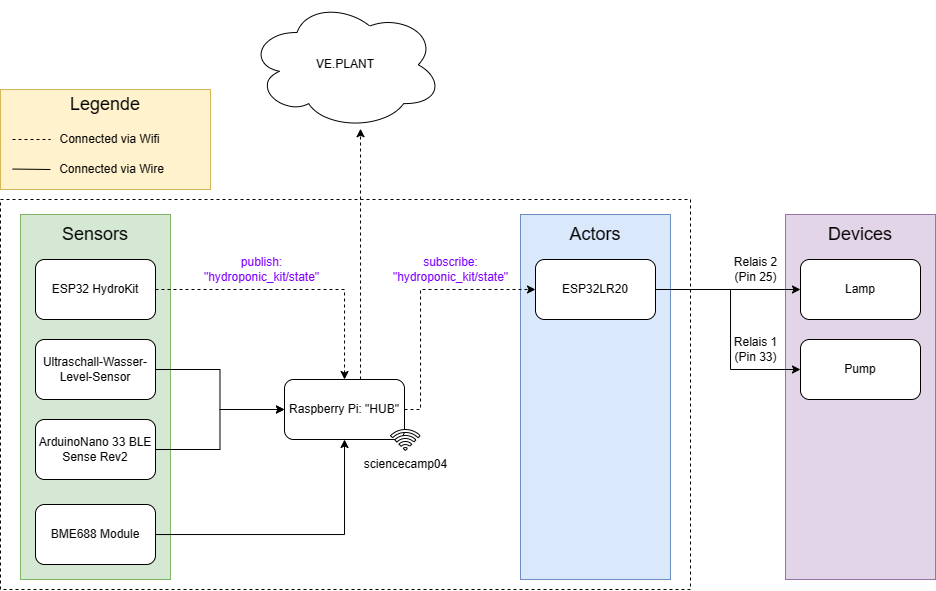 VE.PLANT
Legende
Connected via Wifi
Connected via Wire
Sensors
ESP32 HydroKit
Ultraschall-Wasser-
Level-Sensor
ArduinoNano 33 BLE
Sense Rev2
BME688 Module
publish:
"hydroponic_kit/state"
Raspberry Pi: "HUB"
sciencecamp04
subscribe:
"hydroponic_kit/state"
Actors
ESP32LR20
Relais 2
(Pin 25)
Relais 1
(Pin 33)
Devices
Lamp
Pump